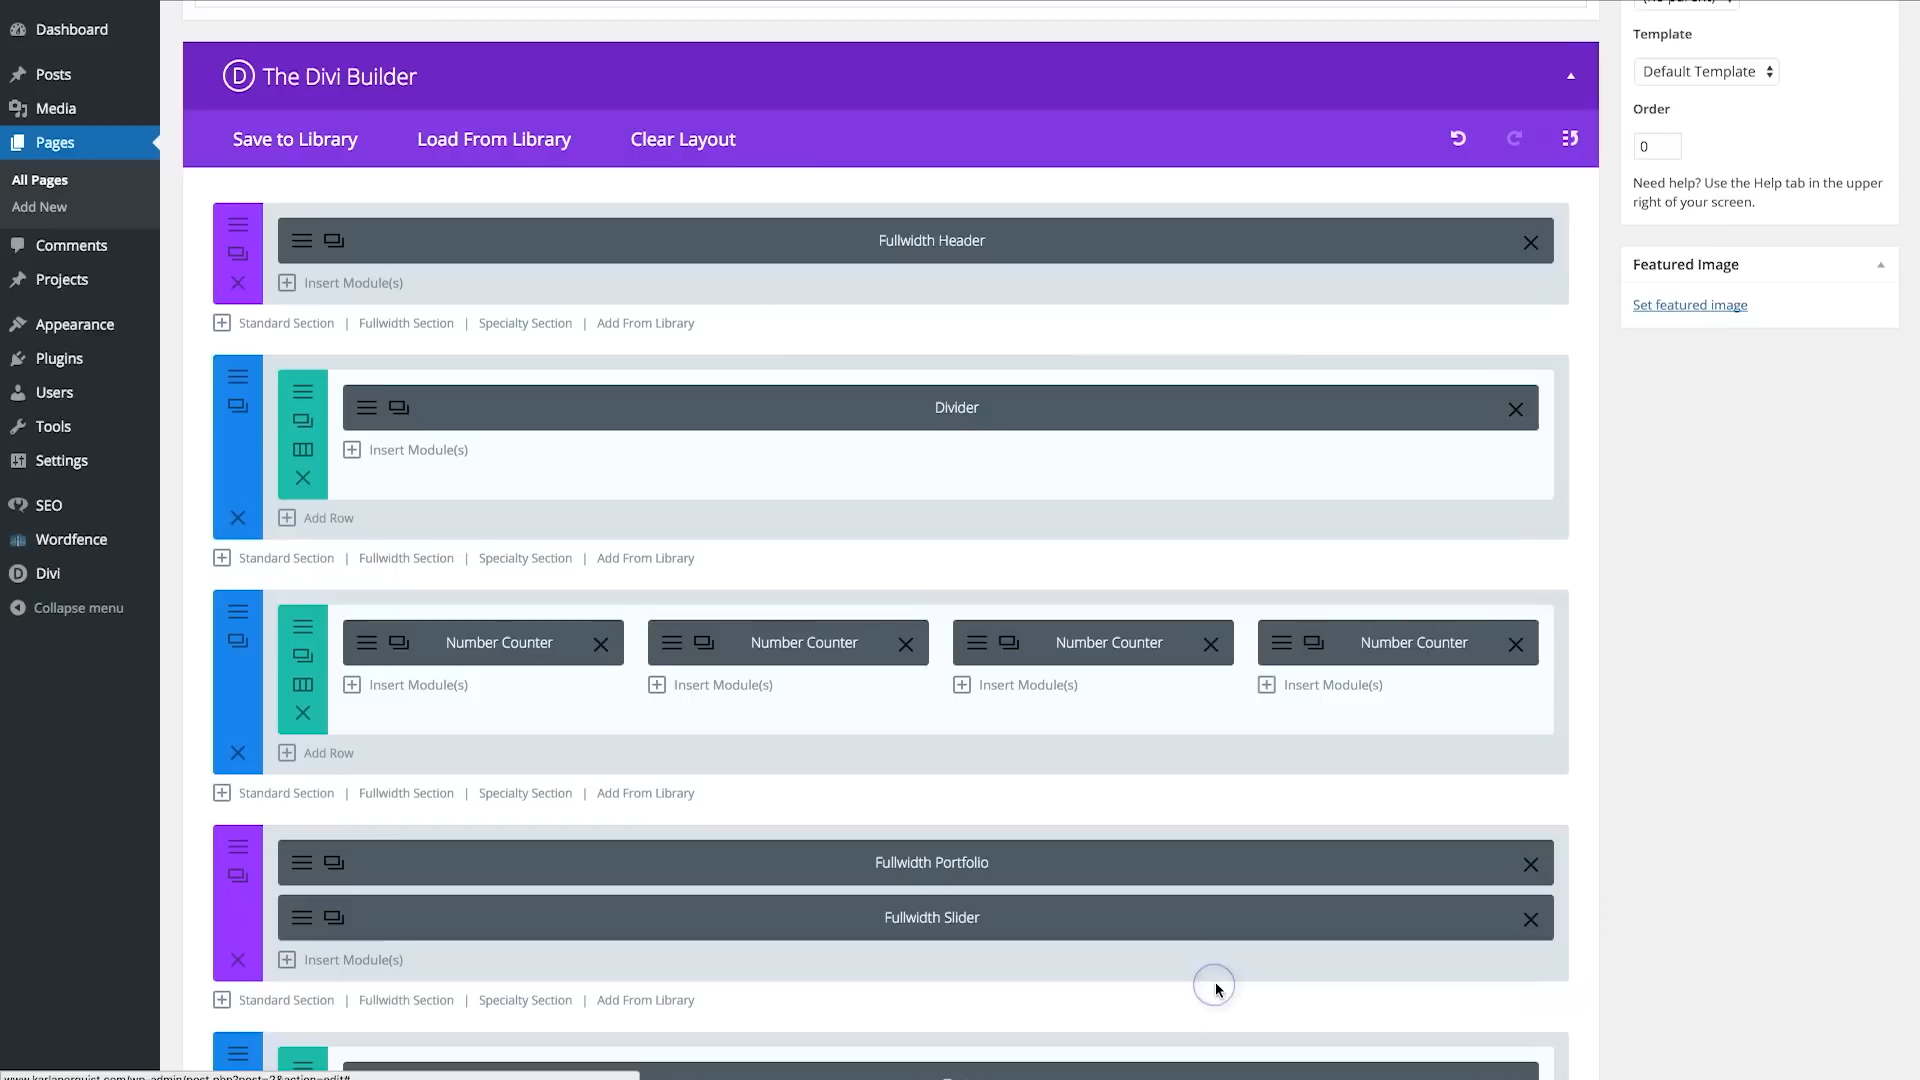 Dashboard
Posts
Media
Pages
All Pages
Add New
Comments
Projects
Appearance
Plugins
Users
Tools
Settings
SEO
Wordfence
Divi
Collapse menu
D The Divi Builder
Save to Library Load From Library Clear Layout
Fullwidth Header
Insert Module(s)
Standard Section | Fullwidth Section | Specialty Section | Add From Library
Divider
Insert Module(s)
Add Row
Standard Section | Fullwidth Section | Specialty Section | Add From Library
Number Counter Number Counter Number Counter Number Counter
Insert Module(s) Insert Module(s) Insert Module(s) Insert Module(s)
Add Row
Standard Section | Fullwidth Section | Specialty Section | Add From Library
Fullwidth Portfolio
Fullwidth Slider
Insert Module(s)
Standard Section | Fullwidth Section | Specialty Section | Add From Library
Template
Default Template
Order
0
Need help? Use the Help tab in the upper
right of your screen.
Featured Image
Set featured image